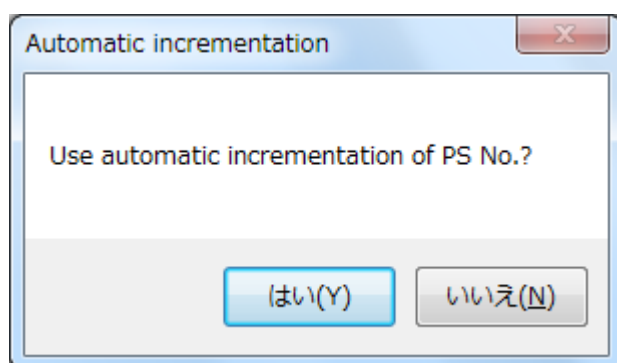 Automatic incrementation
Use automatic incrementation of PS No.?
はい(Y)
いいえ(N)